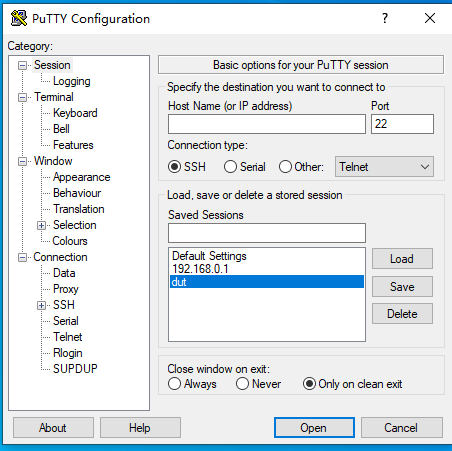 PuTTY Configuration
?
Category:
Session
Logging
Terminal
Keyboard
Bell
Features
Window
Appearance
Behaviour
Translation
Selection
Colours
Connection
Data
Proxy
SSH
Serial
Telnet
Rlogin
SUPDUP
Basic options for your PuTTY session
Specify the destination you want to connect to
Host Name (or IP address) Port
22
Connection type:
SSH Serial Other: Telnet
Load, save or delete a stored session
Saved Sessions
Default Settings
192.168.0.1
dut
Load
Save
Delete
Close window on exit:
Always Never Only on clean exit
About Help Open Cancel